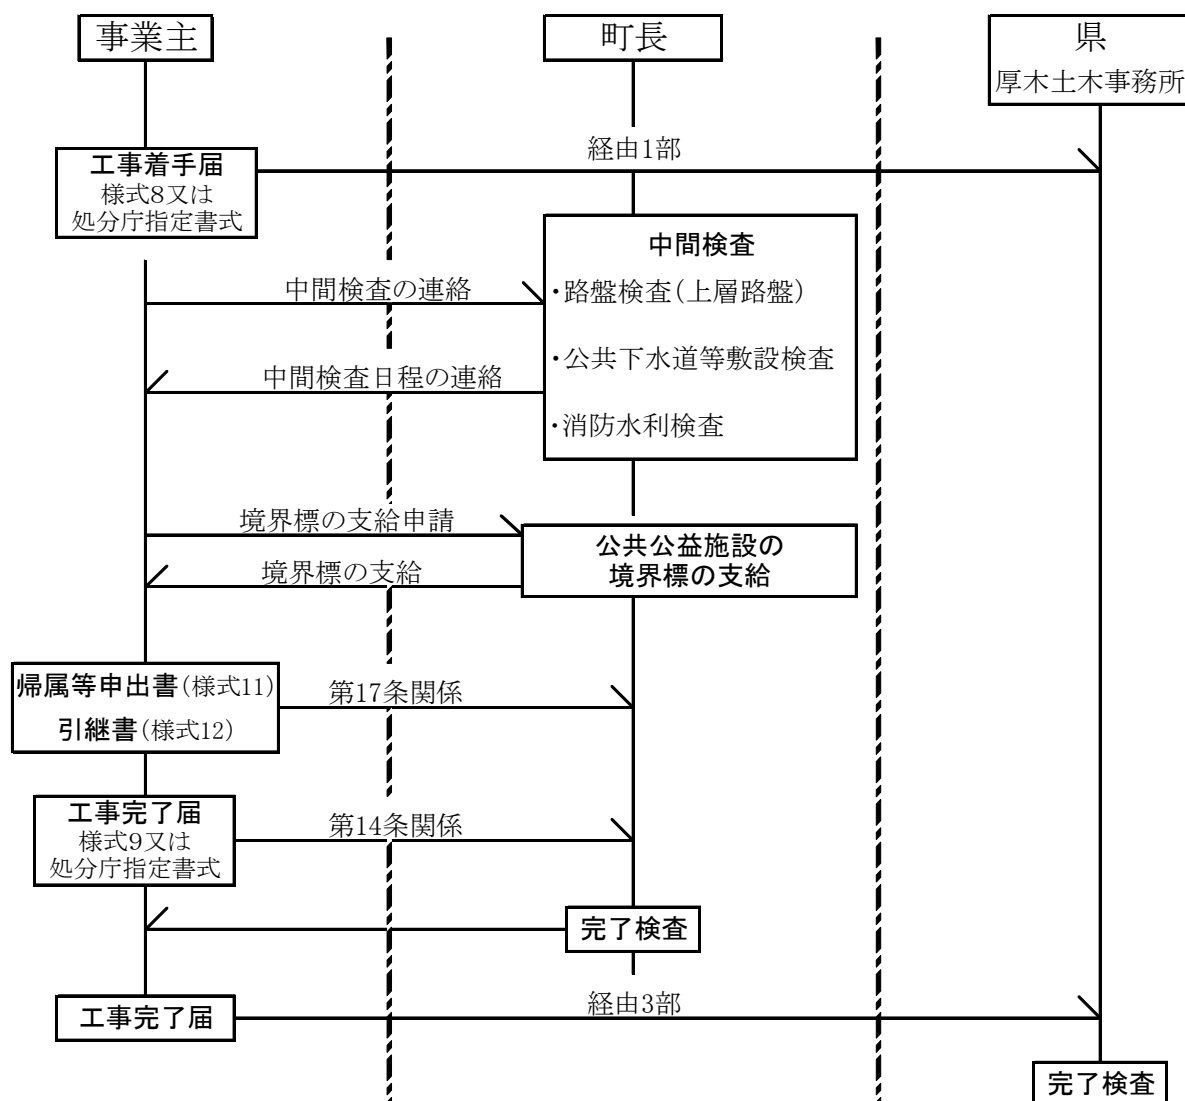 事業主
町長
県
厚木土木事務所
経由1部
工事着手届
様式8又は
処分庁指定書式
中間検査
中間検査の連絡
・路盤検査(上層路盤)
・公共下水道等敷設検査
中間検査日程の連絡
・消防水利検査
境界標の支給申請
公共公益施設の
境界標の支給
境界標の支給
帰属等申出書(様式11)
引継書(様式12)
第17条関係
工事完了届
様式9又は
処分庁指定書式
第14条関係
完了検査
工事完了届
経由3部
完了検査